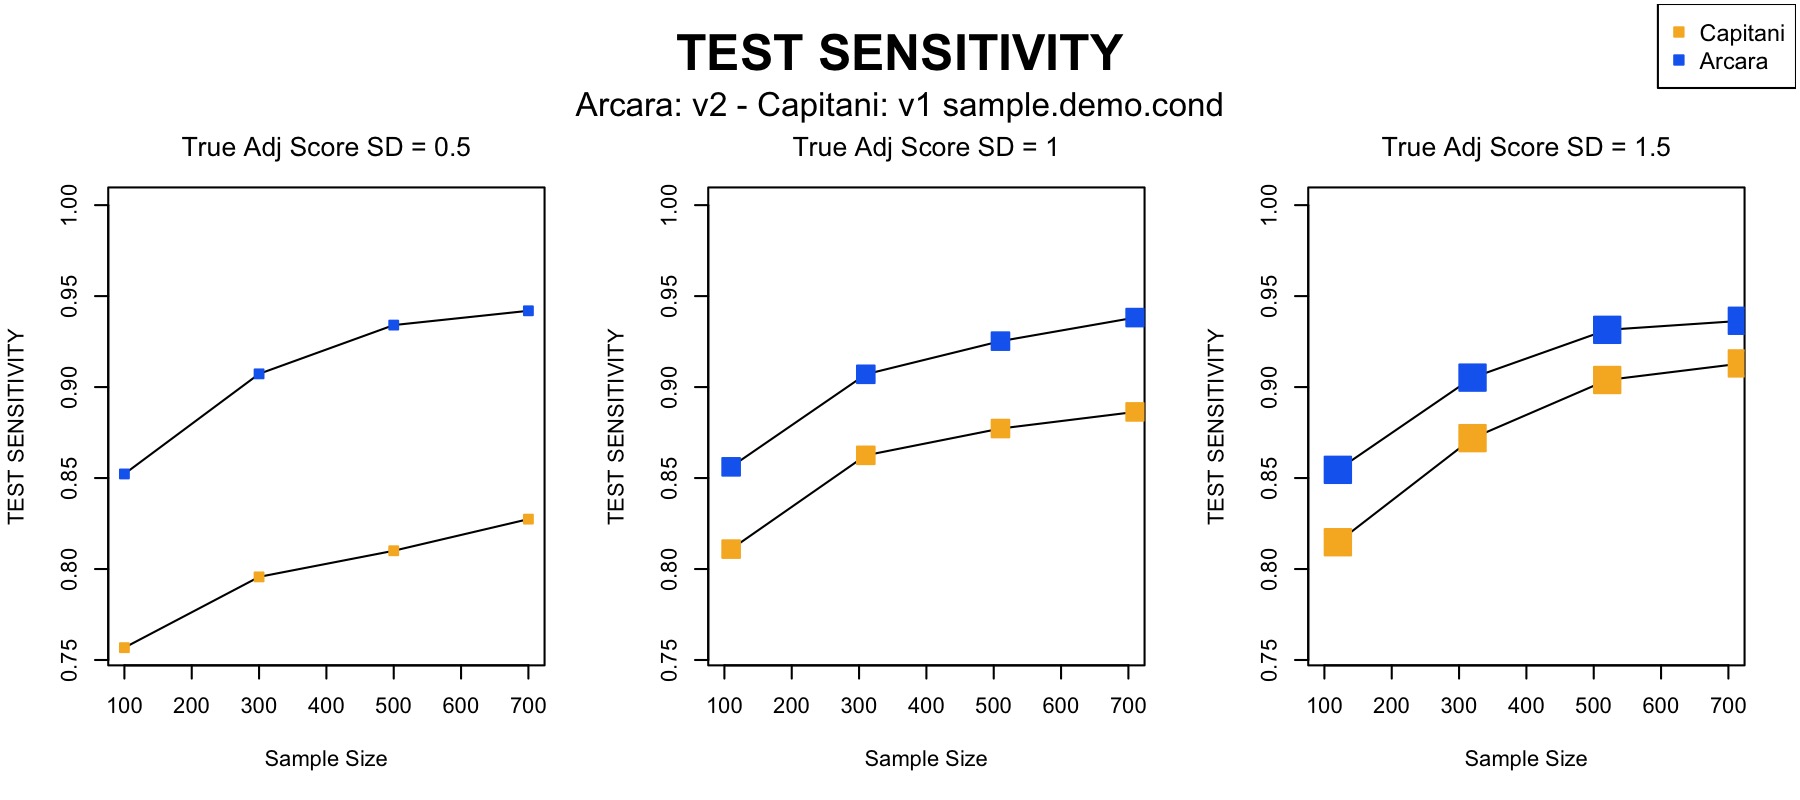 TEST SENSITIVITY
Arcara: v2 - Capitani: v1 sample.demo.cond
Capitani
Arcara
True Adj Score SD = 0.5
TEST SENSITIVITY
1.00
0.95
0.90
0.85
0.80
0.75
100 200 300 400 500 600 700
Sample Size
True Adj Score SD = 1
TEST SENSITIVITY
1.00
0.95
0.90
0.85
0.80
0.75
100 200 300 400 500 600 700
Sample Size
True Adj Score SD = 1.5
TEST SENSITIVITY
1.00
0.95
0.90
0.85
0.80
0.75
100 200 300 400 500 600 700
Sample Size